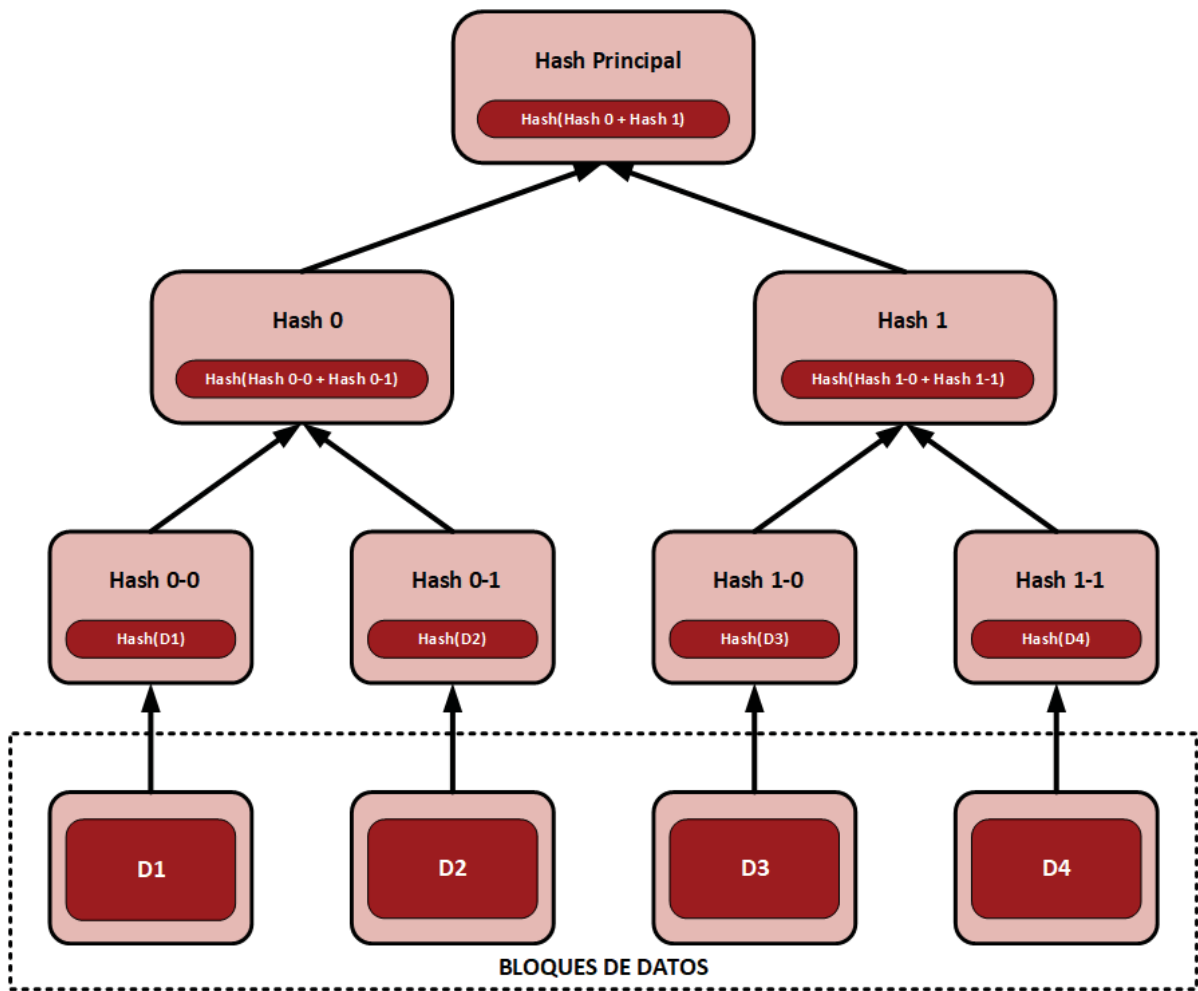 Hash Principal
Hash(Hash 0 + Hash 1)
Hash 0
Hash 1
Hash(Hash 0-0 + Hash 0-1)
Hash(Hash 1-0 + Hash 1-1)
Hash 0-0
Hash 0-1
Hash 1-0
Hash 1-1
Hash(D1)
Hash(D2)
Hash(D3)
Hash(D4)
D1
D2
D3
D4
BLOQUES DE DATOS